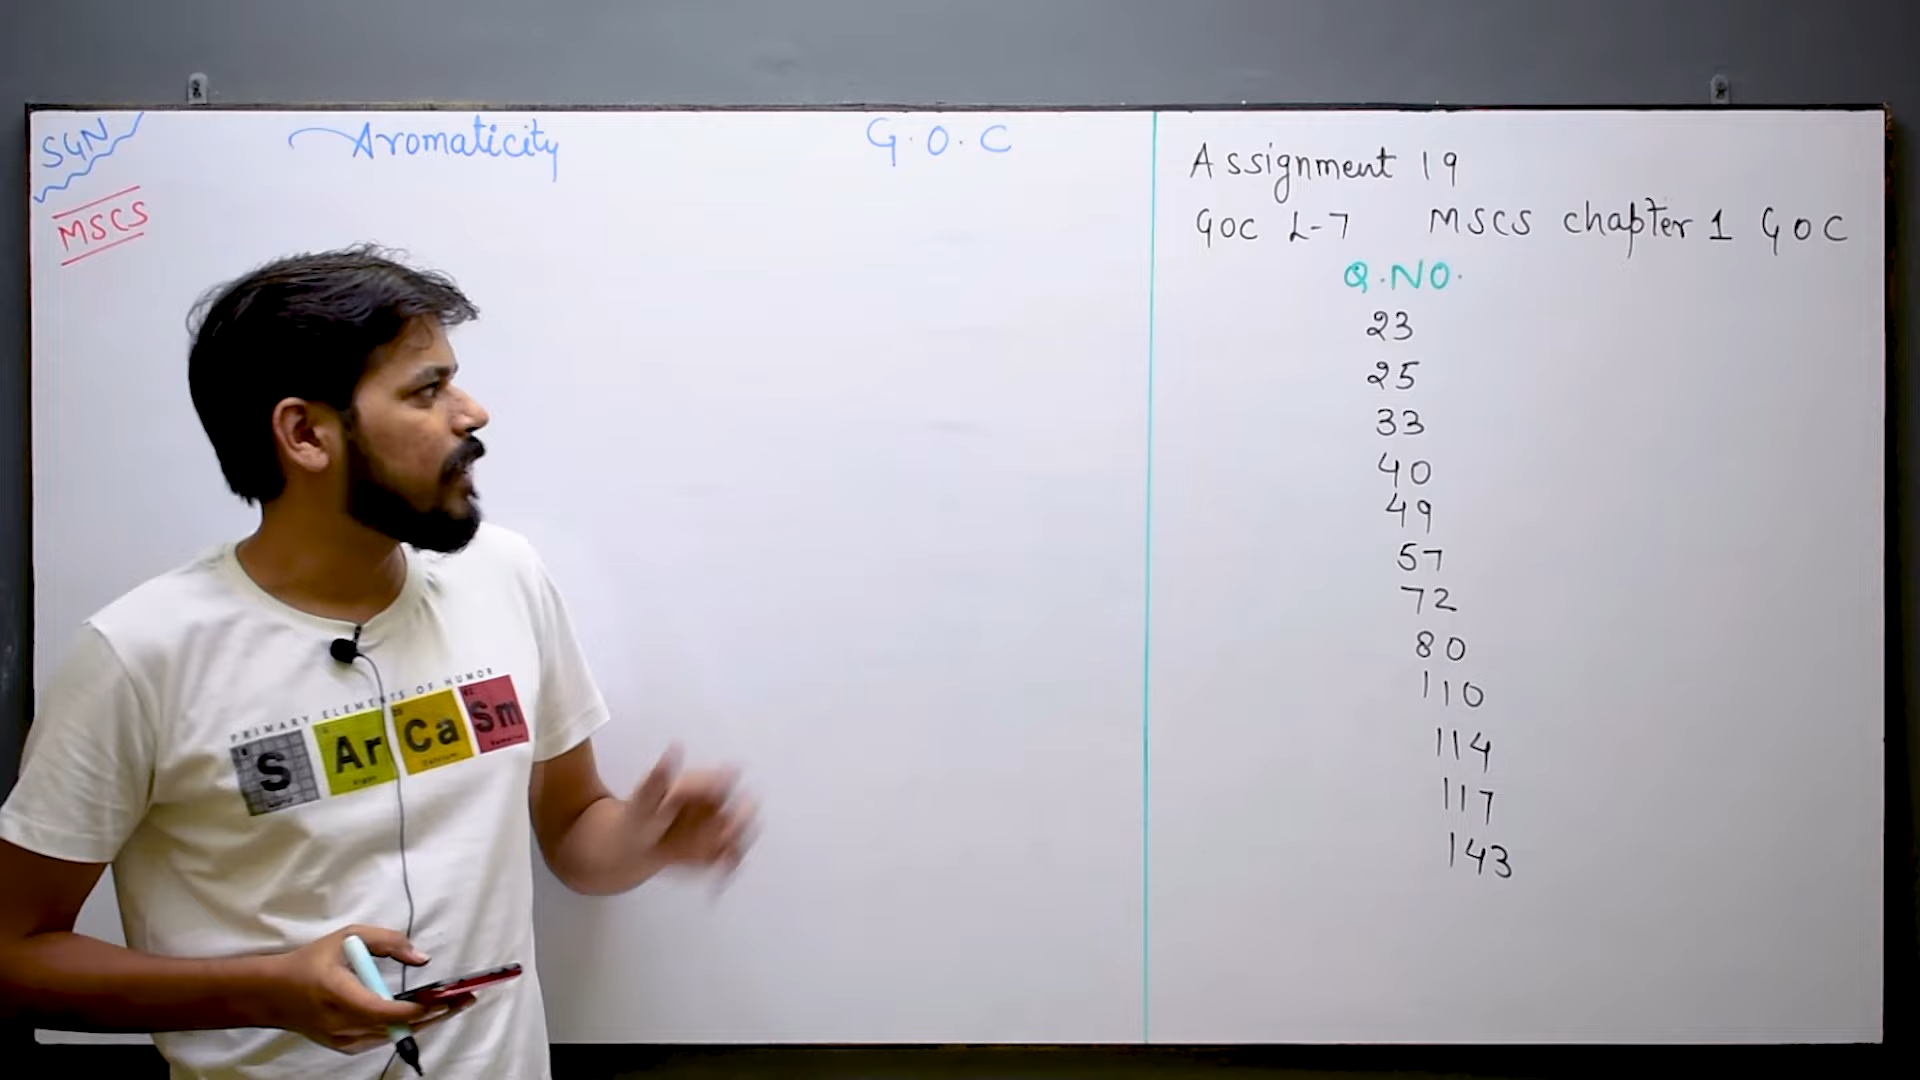 SGN
Aromaticity
G.O.C
MSCS
Assignment 19
GOC L-7 MSCS chapter 1 GOC
Q.NO.
23
25
33
40
49
57
72
80
110
114
117
143
PRIMARY ELEMENTS OF HUMOR
S Ar Ca Sm